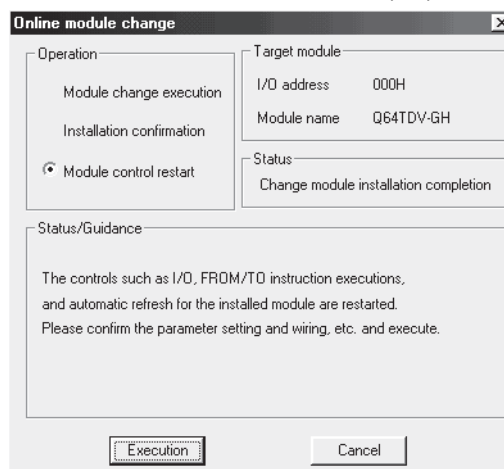 Online module change
Operation
Module change execution
Installation confirmation
Module control restart
Target module
I/O address 000H
Module name Q64TDV-GH
Status
Change module installation completion
Status/Guidance
The controls such as I/O, FROM/TO instruction executions,
and automatic refresh for the installed module are restarted.
Please confirm the parameter setting and wiring, etc. and execute.
Execution
Cancel